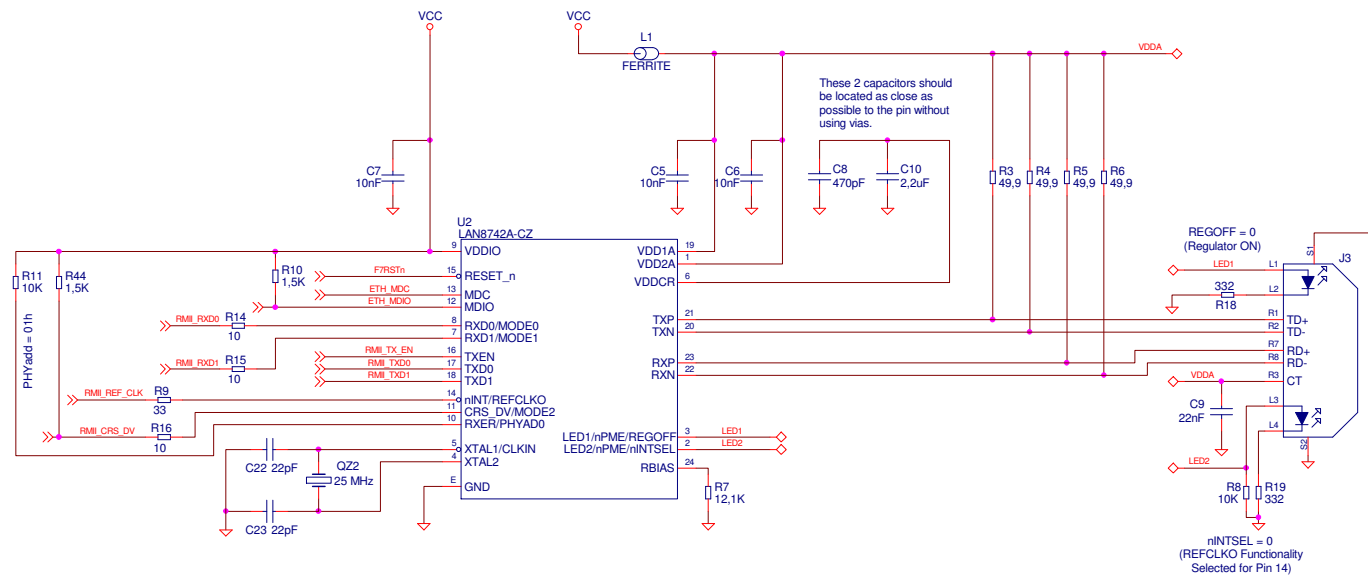 VCC
VCC
L1
FERRITE
VDDA
These 2 capacitors should
be located as close as
possible to the pin without
using vias.
C7
10nF
C5
10nF
C6
10nF
C8
470pF
C10
2,2uF
R3
49,9
R4
49,9
R5
49,9
R6
49,9
U2
LAN8742A-CZ
R11
10K
R44
1,5K
R10
1,5K
PHYadd = 01h
F7RSTn
ETH_MDC
ETH_MDIO
RMII_RXD0
R14
10
RMII_RXD1
R15
10
RMII_TX_EN
RMII_TXD0
RMII_TXD1
RMII_REF_CLK
R9
33
RMII_CRS_DV
R16
10
C22 22pF
QZ2
25 MHz
C23 22pF
9 VDDIO
15 RESET_n
13 MDC
12 MDIO
8 RXD0/MODE0
7 RXD1/MODE1
16 TXEN
17 TXD0
18 TXD1
14 nINT/REFCLKO
11 CRS_DV/MODE2
10 RXER/PHYAD0
5 XTAL1/CLKIN
4 XTAL2
E GND
VDD1A 19
VDD2A 1
VDDCR 6
TXP 21
TXN 20
RXP 23
RXN 22
LED1/nPME/REGOFF 3 LED1
LED2/nPME/nINTSEL 2 LED2
RBIAS 24
R7
12,1K
REGOFF = 0
(Regulator ON)
S1
J3
LED1
L1
332
R18
L2
R1 TD+
R2 TD-
R7 RD+
R8 RD-
VDDA
R3 CT
C9
22nF
L3
L4
S2
LED2
R8
10K
R19
332
nINTSEL = 0
(REFCLKO Functionality
Selected for Pin 14)